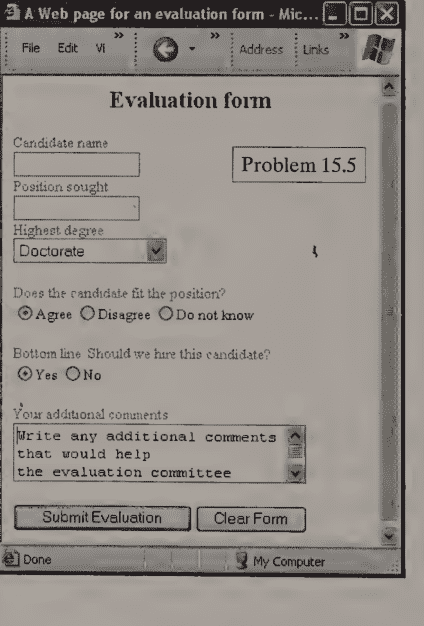 A Web page for an evaluation form - Mic...
File Edit Vi » » Address Links »
Evaluation form
Candidate name
Problem 15.5
Position sought
Highest degree
Doctorate
Does the candidate fit the position?
Agree Disagree Do not know
Bottom line Should we hire this candidate?
Yes No
Your additional comments
Write any additional comments
that would help
the evaluation committee
Submit Evaluation Clear Form
Done My Computer